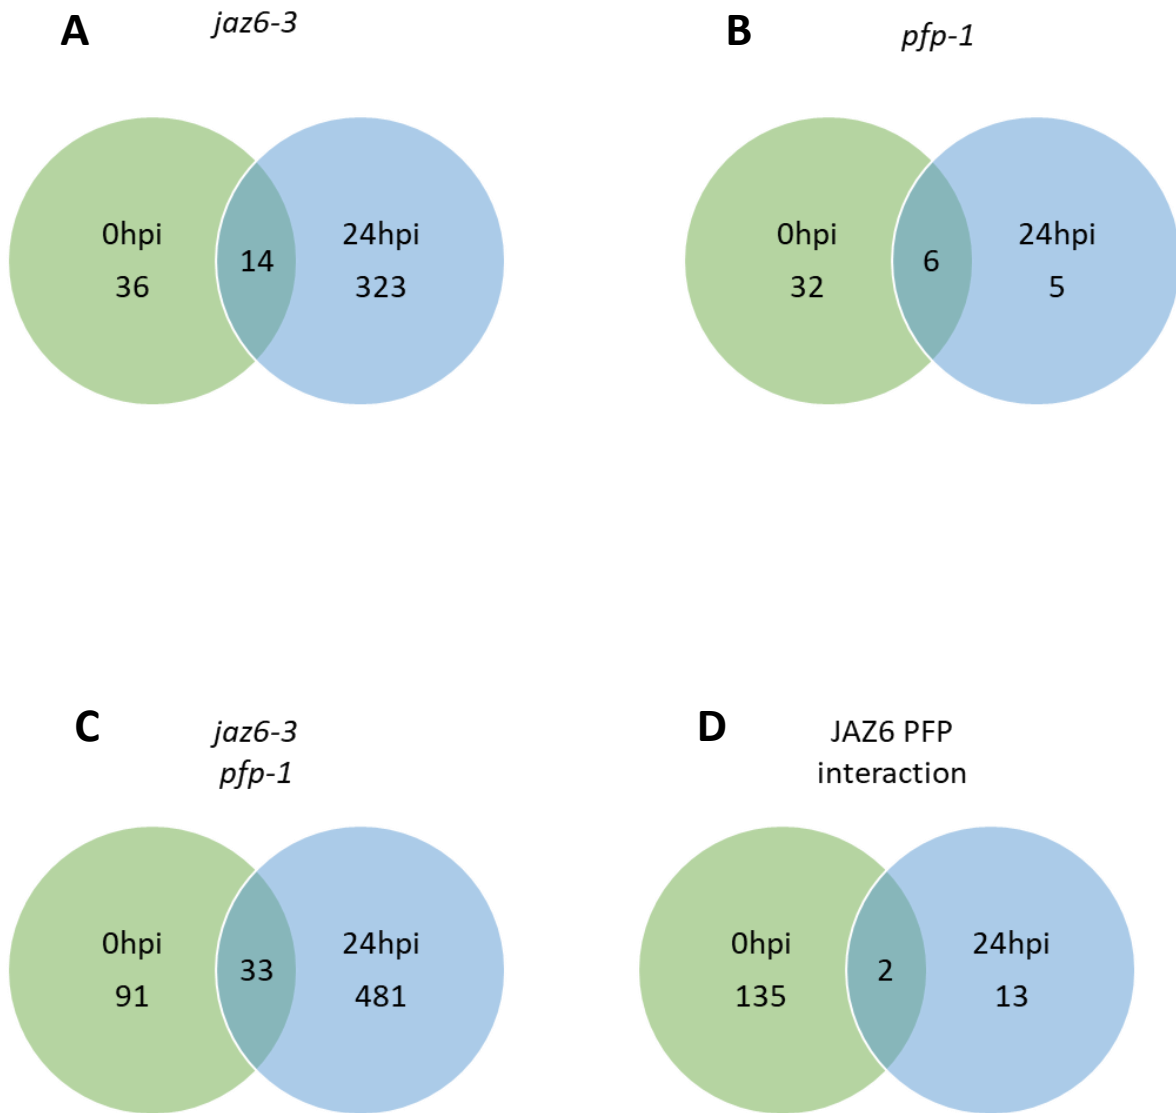 A
jaz6-3
0hpi
36
14
24hpi
323
B
pfp-1
0hpi
32
6
24hpi
5
C
jaz6-3
pfp-1
0hpi
91
33
24hpi
481
D
JAZ6 PFP
interaction
0hpi
135
2
24hpi
13